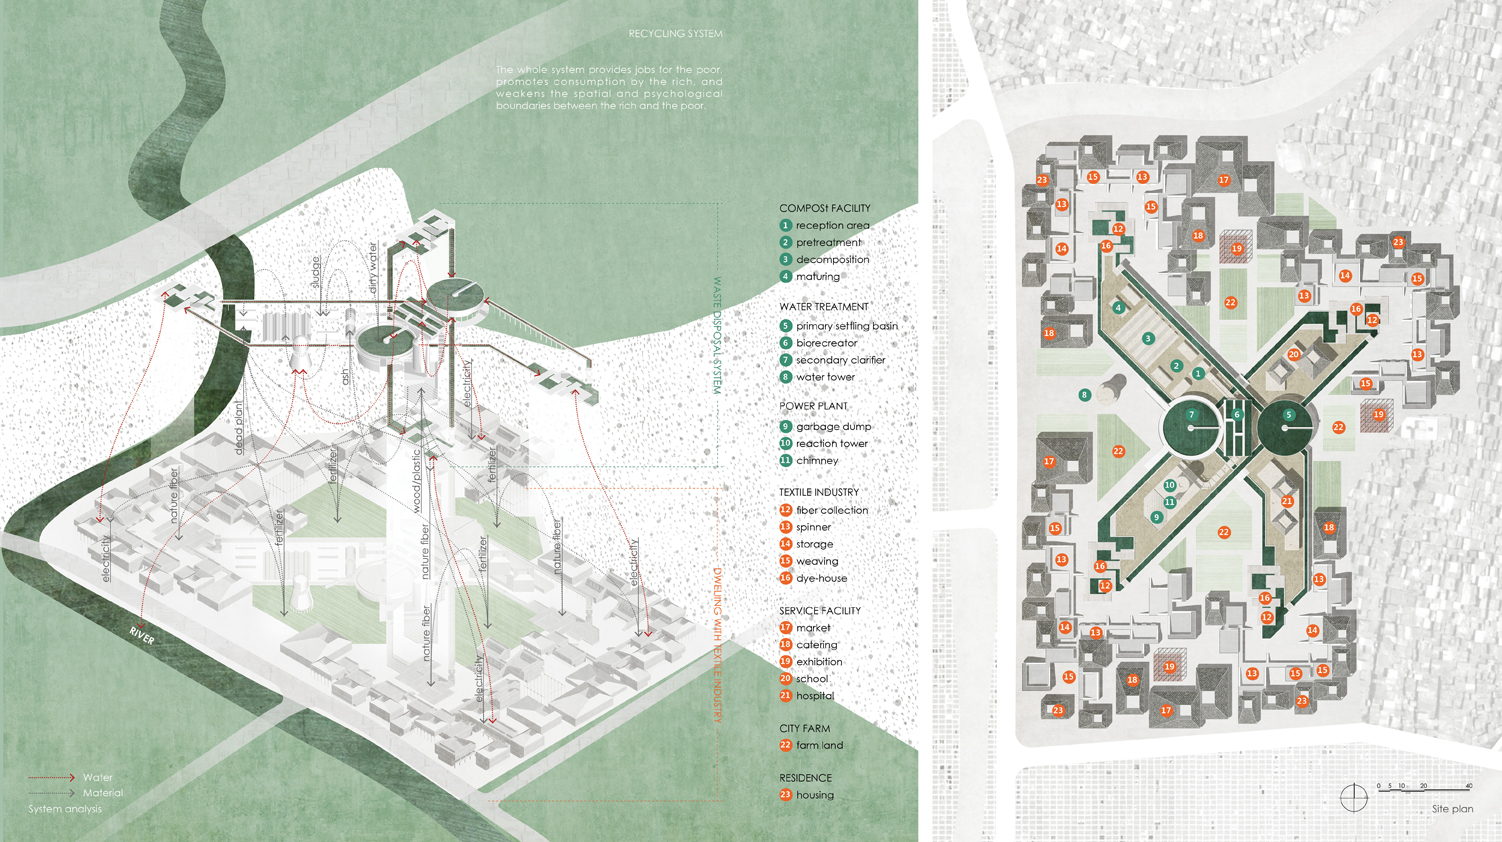 RECYCLING SYSTEM
The whole system provides jobs for the poor,
promotes consumption by the rich, and
weakens the spatial and psychological
boundaries between the rich and the poor.
sludge
dirty water
ash
electricity
dead plant
nature fiber
fertilizer
wood/plastic
fertilizer
electricity
fertilizer
nature fiber
fertilizer
nature fiber
electricity
nature fiber
electricity
RIVER
WASTE DISPOSAL SYSTEM
DWELLING WITH TEXTILE INDUSTRY
Water
Material
System analysis
COMPOSt FACILITY
1 reception area
2 pretreatment
3 decomposition
4 maturing
WATER TREATMENT
5 primary settling basin
6 biorecreator
7 secondary clarifier
8 water tower
POWER PLANT
9 garbage dump
10 reaction tower
11 chimney
TEXTILE INDUSTRY
12 fiber collection
13 spinner
14 storage
15 weaving
16 dye-house
SERVICE FACILITY
17 market
18 catering
19 exhibition
20 school
21 hospital
CITY FARM
22 farm land
RESIDENCE
23 housing
23
15
13
17
13
15
12
18
19
23
14
16
14
15
13
22
4
16
12
18
3
20
13
2
1
15
8
7
6
5
19
22
22
17
10
11
21
9
15
18
22
13
16
12
13
16
12
14
13
14
19
15
18
13
15
15
23
17
23
0 5 10 20 40
Site plan